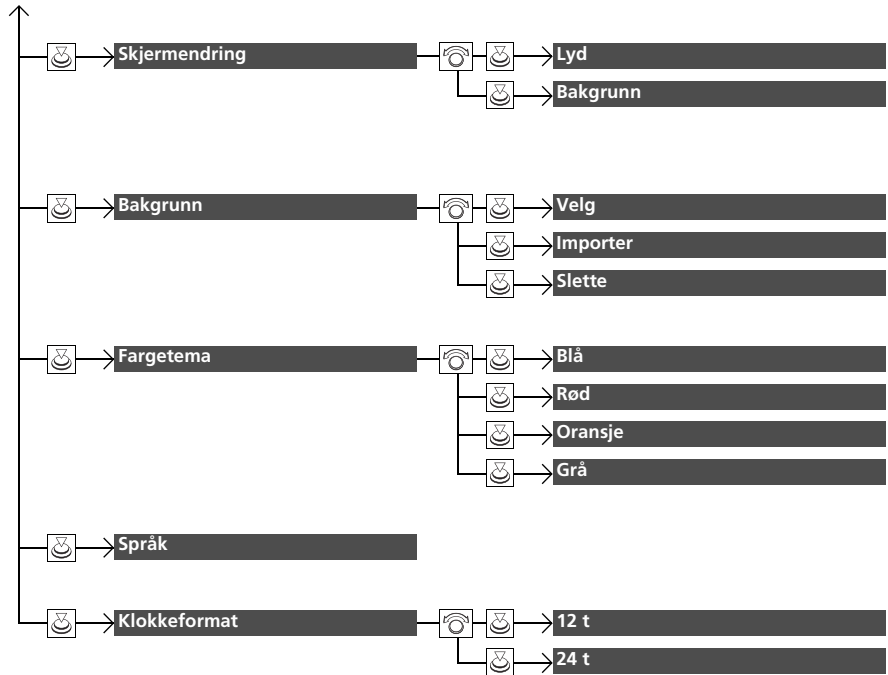 Skjermendring
Lyd
Bakgrunn
Bakgrunn
Velg
Importer
Slette
Fargetema
Blå
Rød
Oransje
Grå
Språk
Klokkeformat
12 t
24 t